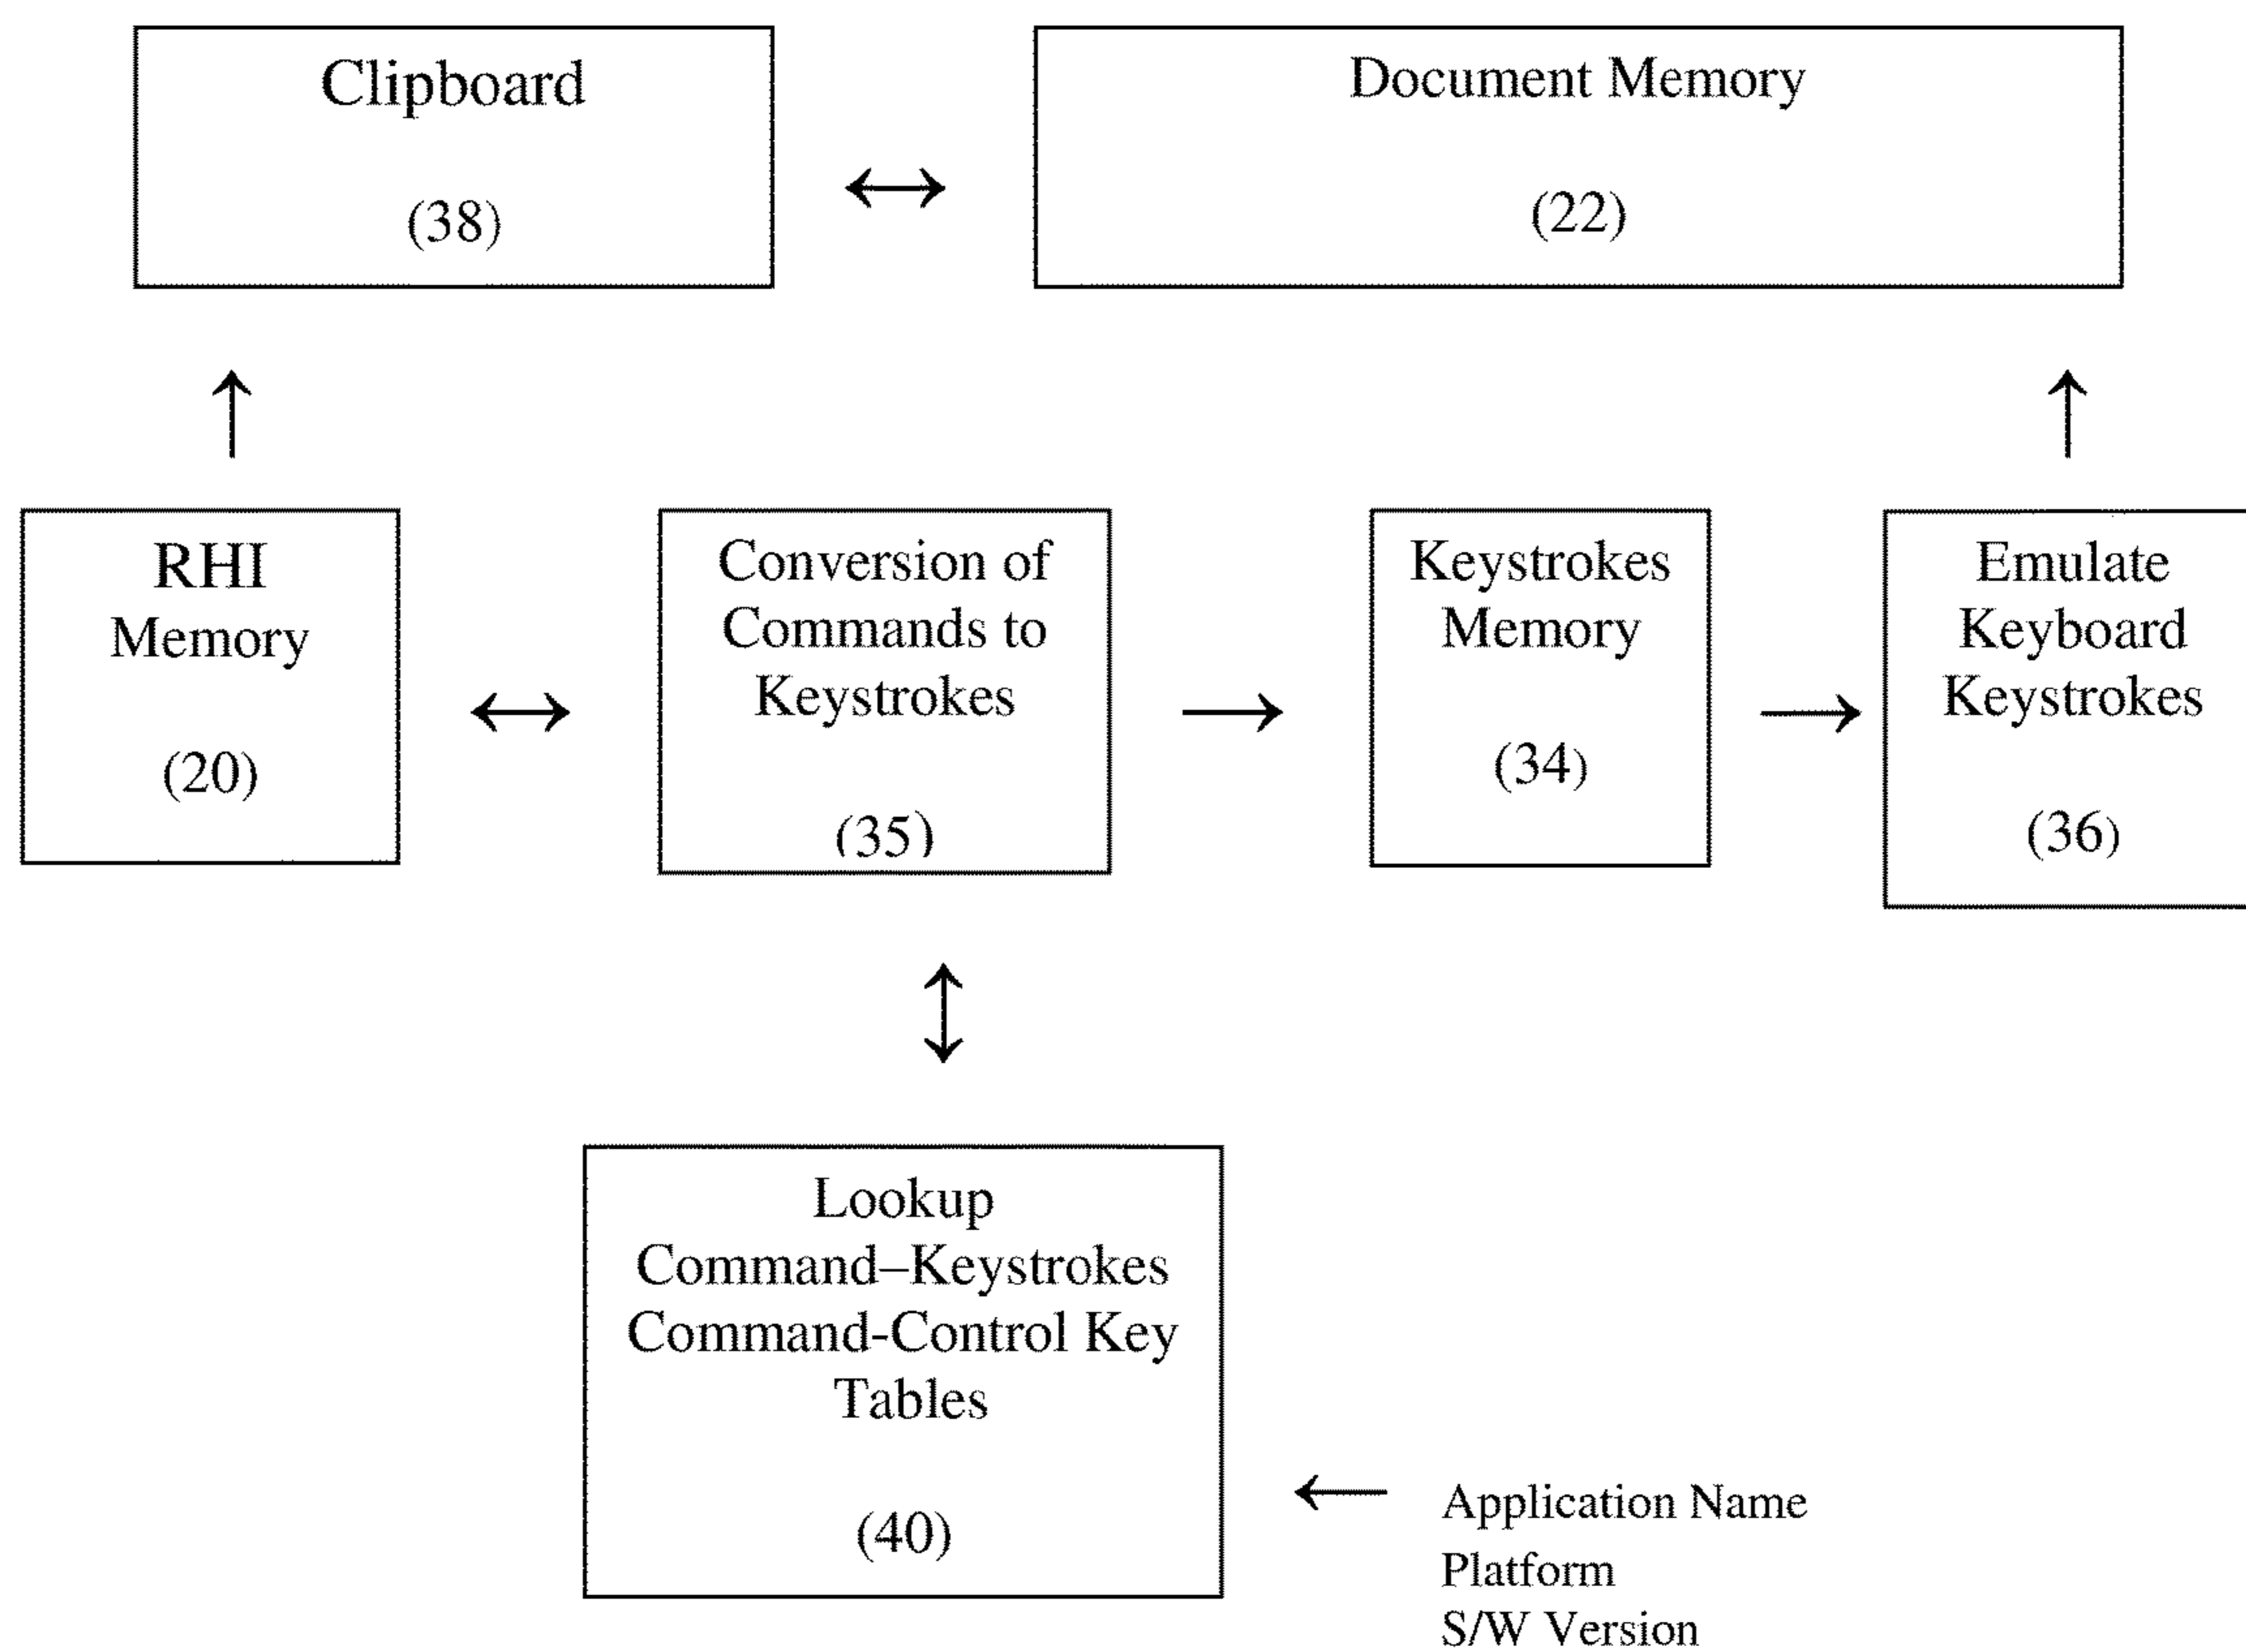 Clipboard
(38)
Document Memory
(22)
RHI
Memory
(20)
Conversion of
Commands to
Keystrokes
(35)
Keystrokes
Memory
(34)
Emulate
Keyboard
Keystrokes
(36)
Lookup
Command–Keystrokes
Command-Control Key
Tables
(40)
Application Name
Platform
S/W Version